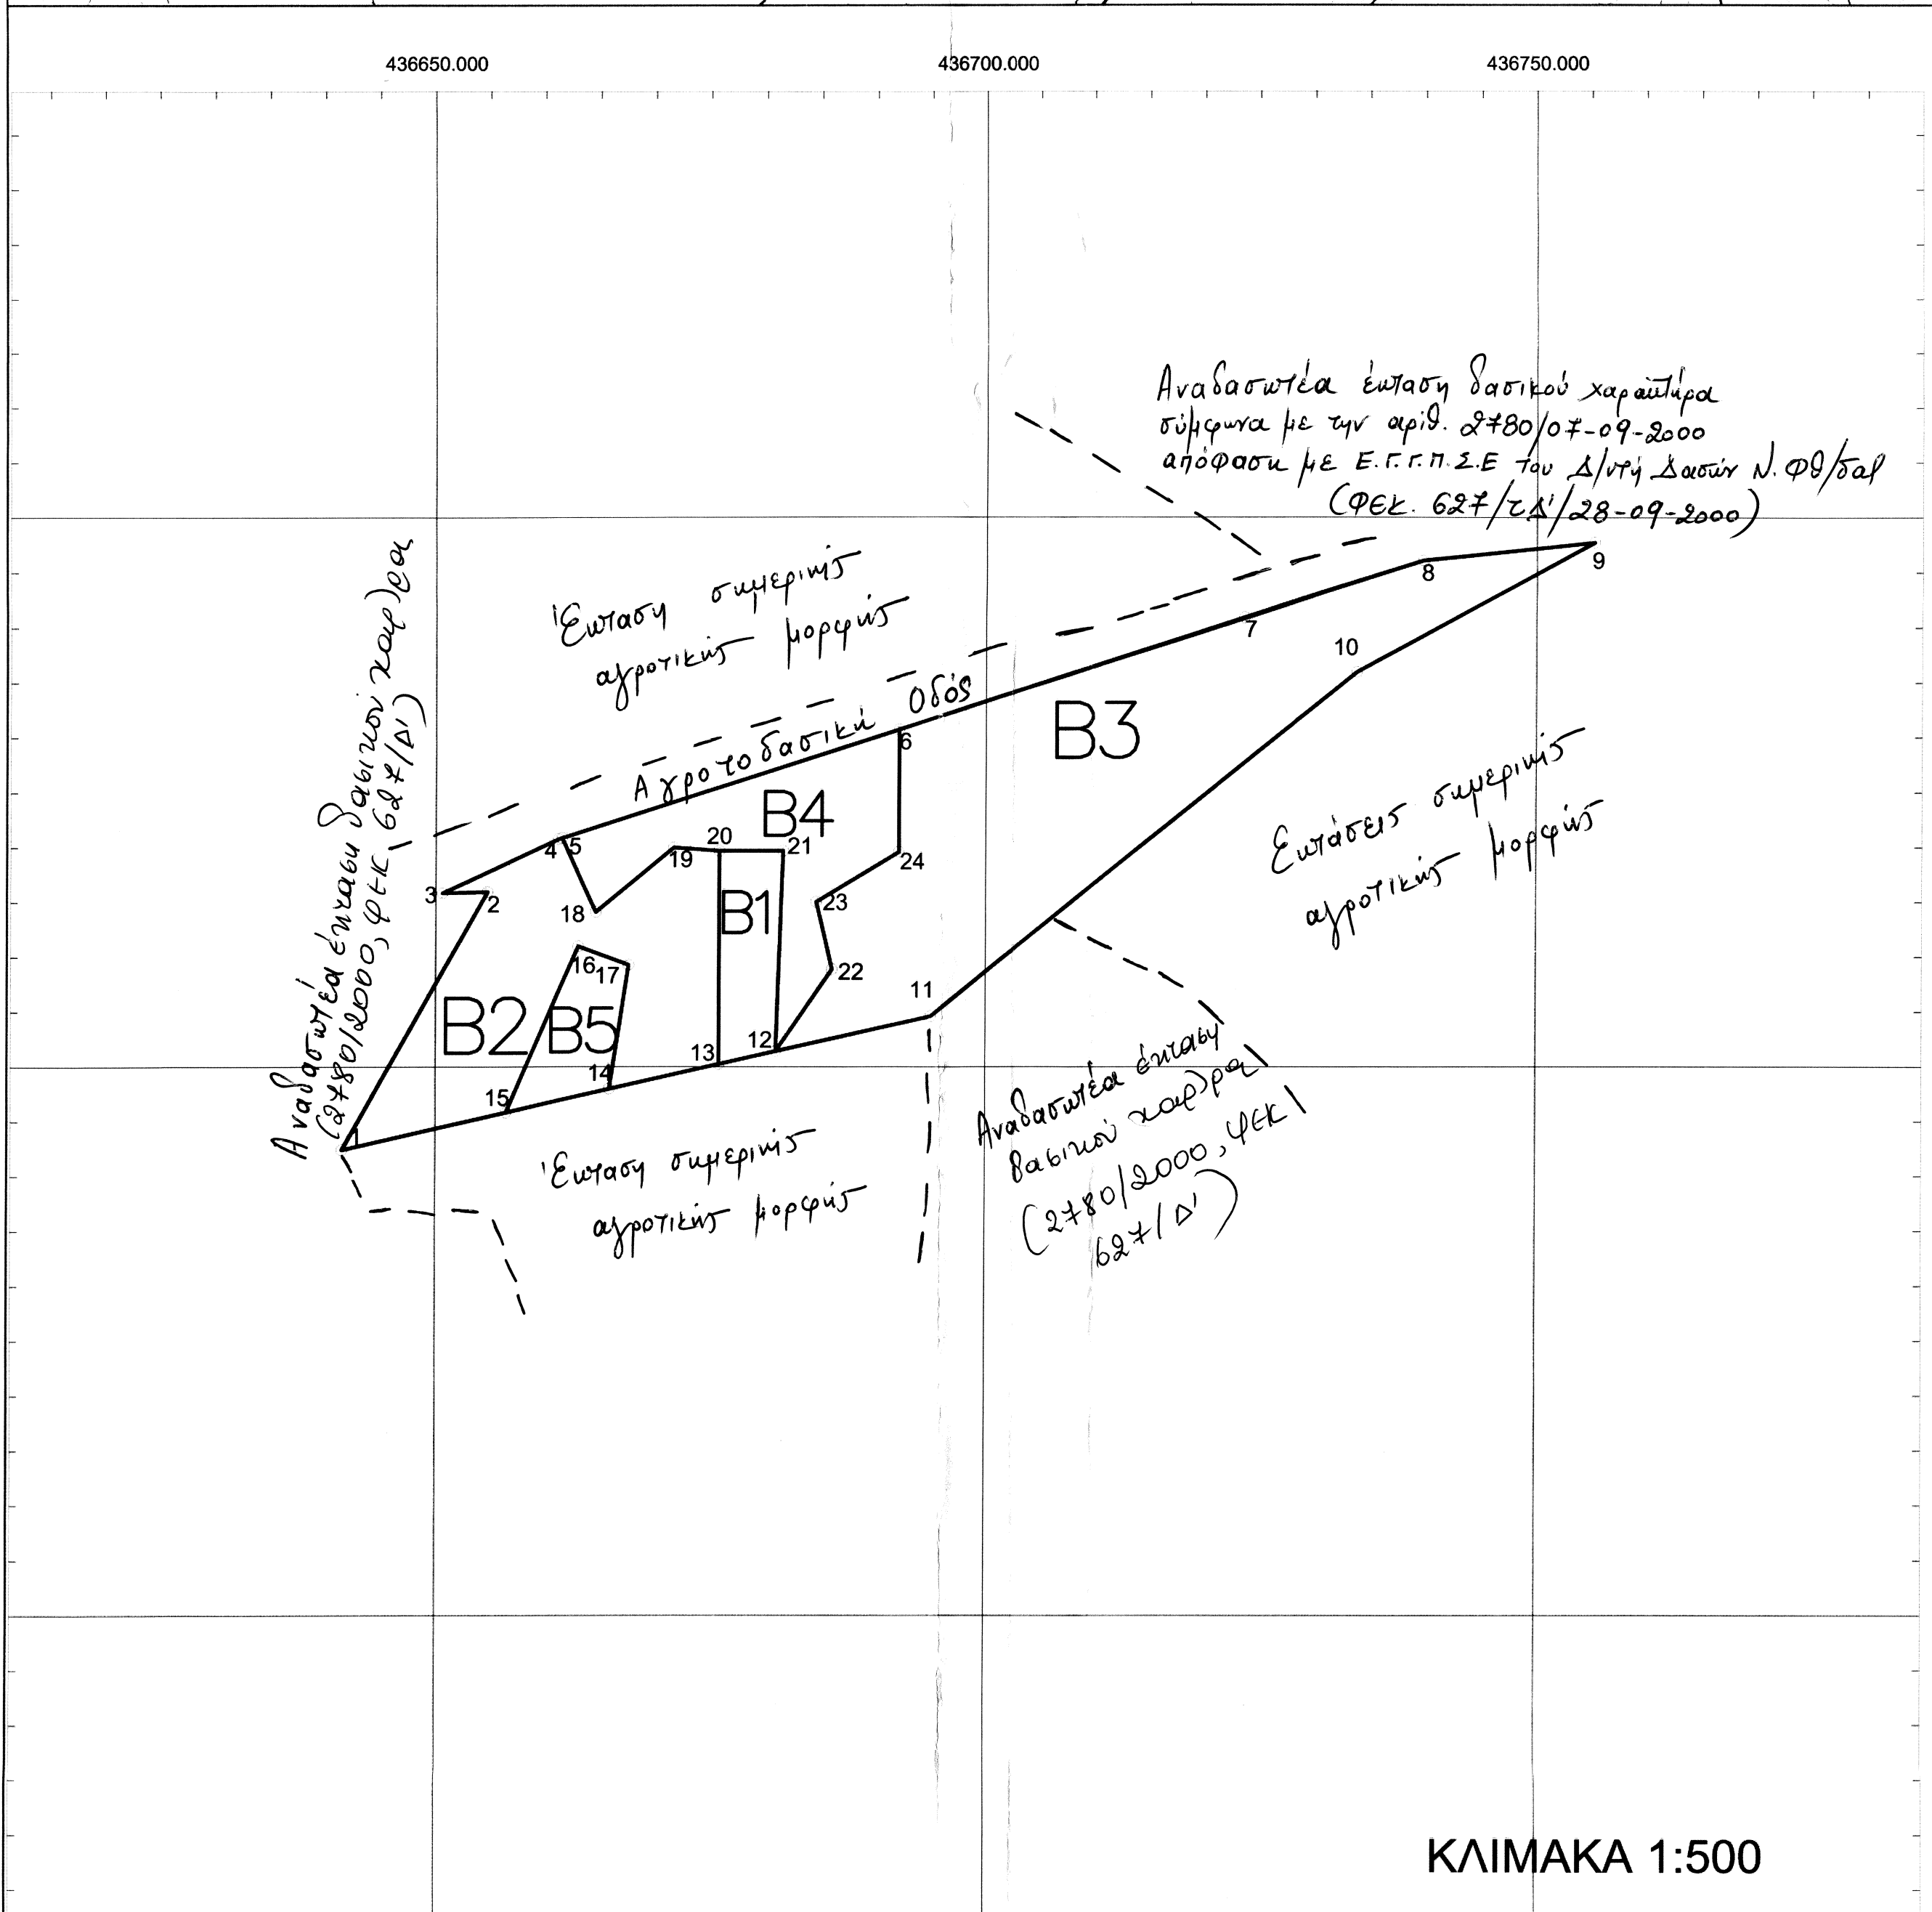 436650.000
436700.000
436750.000
Αναδασωτέα έκταση δασικού χαρακτήρα
σύμφωνα με την αριθ. 2780/07-09-2000
απόφαση με Ε.Γ.Γ.Π.Σ.Ε του Δ/ντή Δασών Ν. Φθ/δας
(ΦΕΚ. 627/τΔ'/28-09-2000)
Έκταση σημερινής
αγροτικής μορφής
Αγροτοδασική Οδός
Αναδασωτέα έκταση δασικού χαρ)ρα
(2780/2000, ΦΕΚ 627/Δ')
9
8
7
10
B3
6
B4
4
5
20
21
19
24
3
2
18
B1
23
Εκτάσεις σημερινής
αγροτικής μορφής
16
17
22
11
B2
B5
13
12
14
15
1
Έκταση σημερινής
αγροτικής μορφής
Αναδασωτέα έκταση
δασικού χαρ)ρα
(2780/2000, ΦΕΚ
627/Δ')
ΚΛΙΜΑΚΑ 1:500